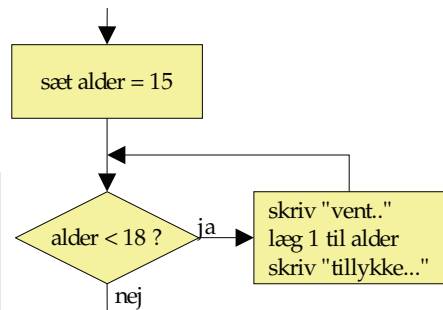 sæt alder = 15
alder < 18 ?
ja
skriv "vent.."
læg 1 til alder
skriv "tillykke..."
nej